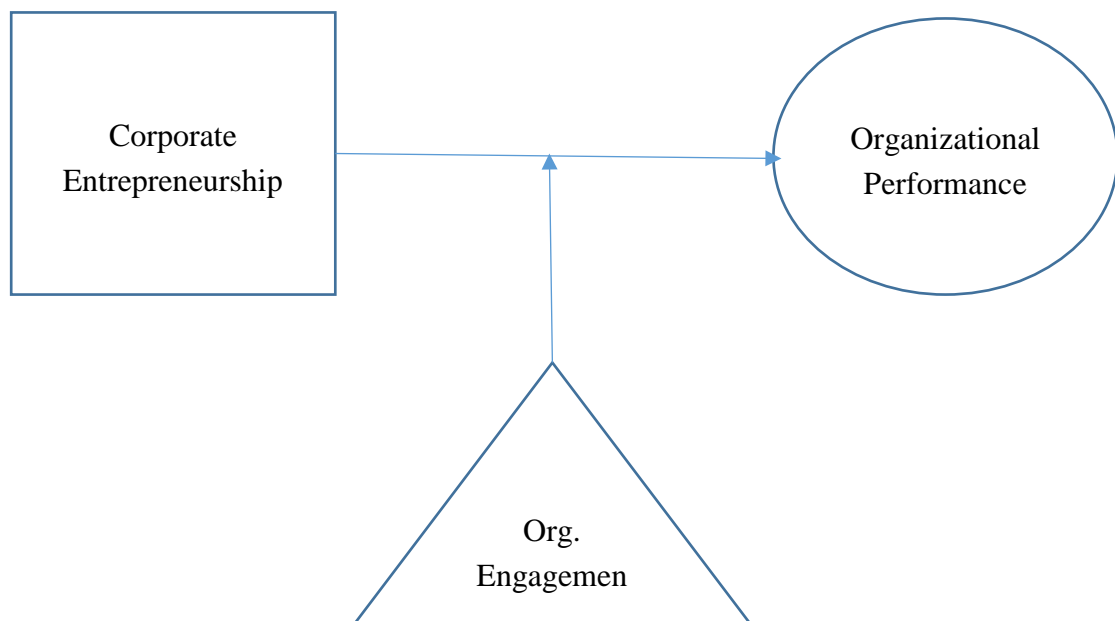 Corporate
Entrepreneurship
Organizational
Performance
Org.
Engagemen